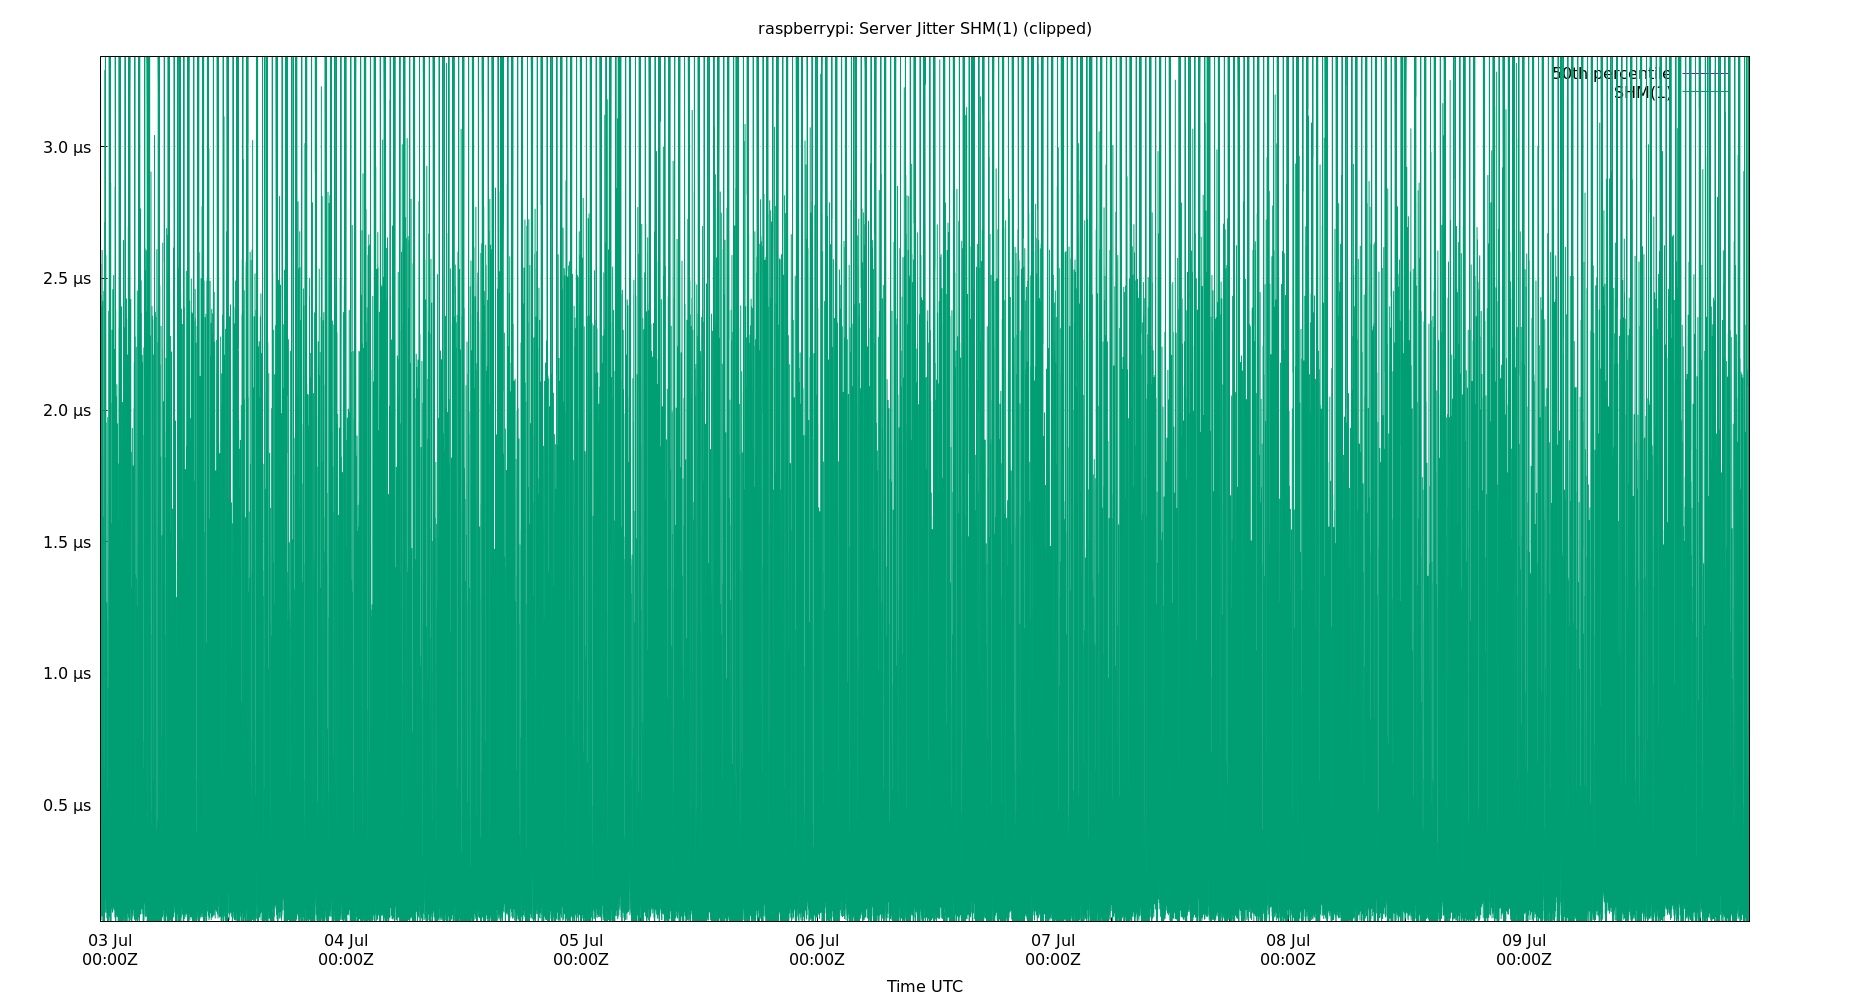 raspberrypi: Server Jitter SHM(1) (clipped)
50th percentile
SHM(1)
3.0 µs
2.5 µs
2.0 µs
1.5 µs
1.0 µs
0.5 µs
03 Jul 04 Jul 05 Jul 06 Jul 07 Jul 08 Jul 09 Jul
00:00Z 00:00Z 00:00Z 00:00Z 00:00Z 00:00Z 00:00Z
Time UTC